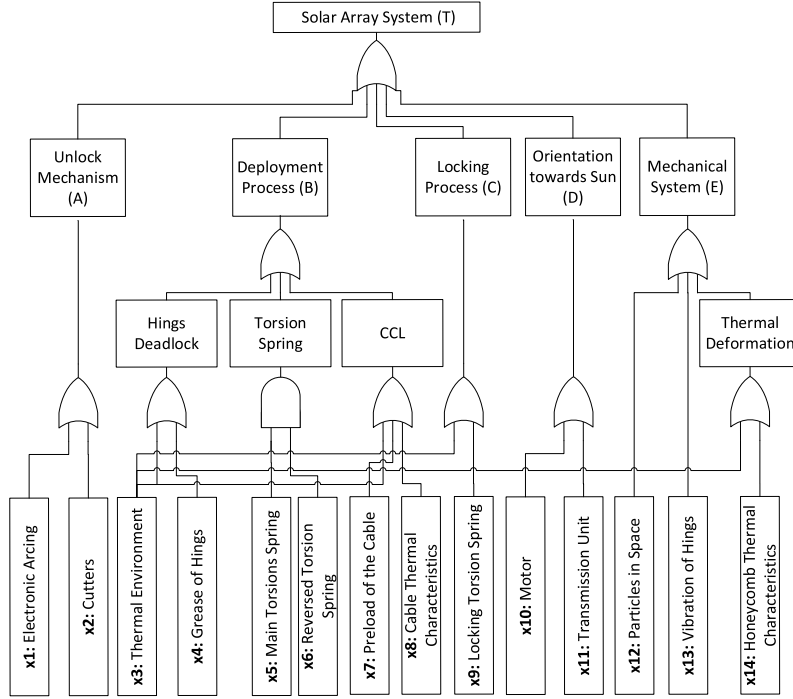 Solar Array System (T)
Unlock
Mechanism
(A)
Deployment
Process (B)
Locking
Process (C)
Orientation
towards Sun
(D)
Mechanical
System (E)
Hings
Deadlock
Torsion
Spring
CCL
Thermal
Deformation
x1: Electronic Arcing
x2: Cutters
x3: Thermal Environment
x4: Grease of Hings
x5: Main Torsions Spring
x6: Reversed Torsion
Spring
x7: Preload of the Cable
x8: Cable Thermal
Characteristics
x9: Locking Torsion Spring
x10: Motor
x11: Transmission Unit
x12: Particles in Space
x13: Vibration of Hings
x14: Honeycomb Thermal
Characteristics